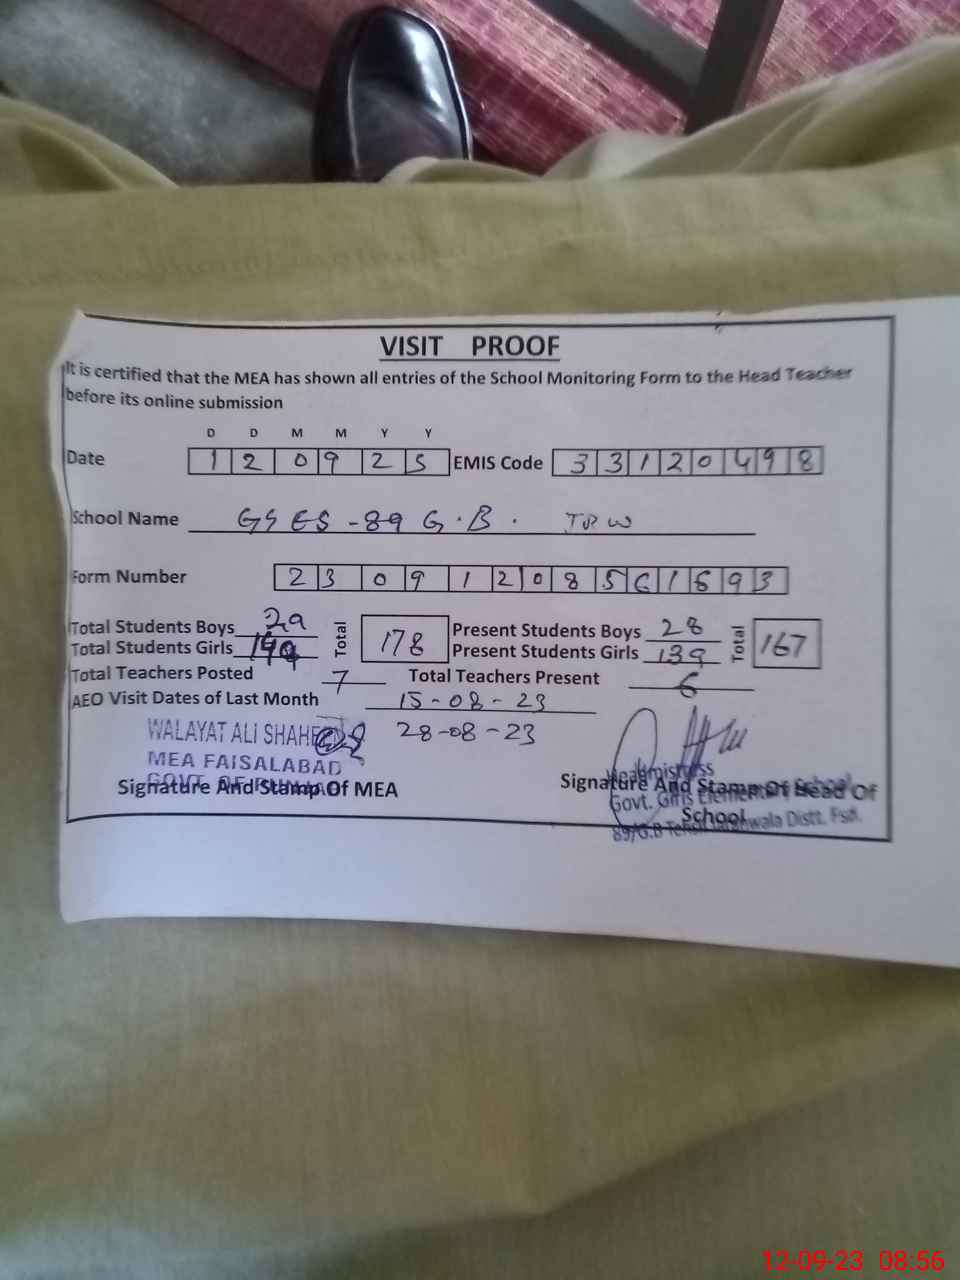 VISIT PROOF
It is certified that the MEA has shown all entries of the School Monitoring Form to the Head Teacher
before its online submission
D D M M Y Y
Date 1 2 0 9 2 5 EMIS Code 3 3 1 2 0 4 9 8
School Name GGES - 89 G.B.
Form Number 2 3 0 9 1 2 0 8 5 6 1 6 9 3
Total Students Boys 29 Total 178 Present Students Boys 28 Total 167
Total Students Girls 149 Present Students Girls 139
Total Teachers Posted 7 Total Teachers Present 6
AEO Visit Dates of Last Month 15-08-23
28-08-23
WALAYAT ALI SHAHEED
MEA FAISALABAD
Signature And Stamp Of MEA
Headmistress
Signature And Stamp Of Head Of
School
Govt. Girls Elementary School
89/G.B Tehsil Jaranwala Distt. Fsd.
12-09-23 08:56